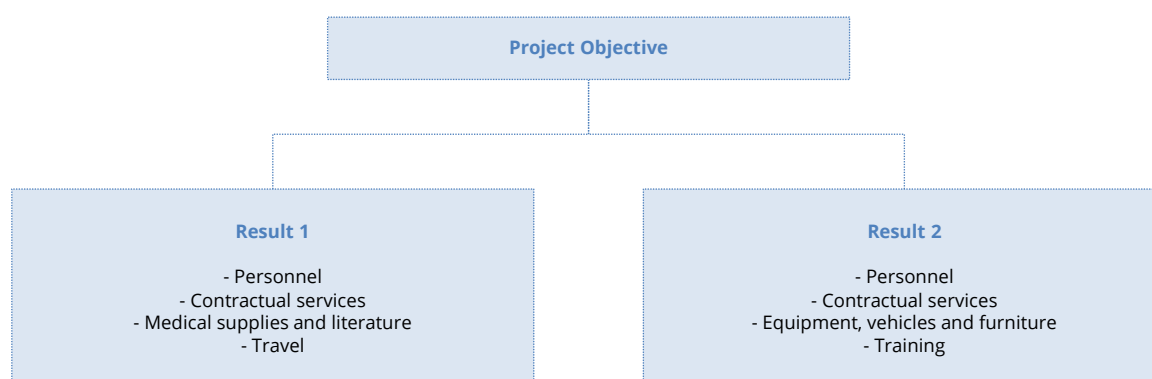 Project Objective
Result 1
- Personnel
- Contractual services
- Medical supplies and literature
- Travel
Result 2
- Personnel
- Contractual services
- Equipment, vehicles and furniture
- Training